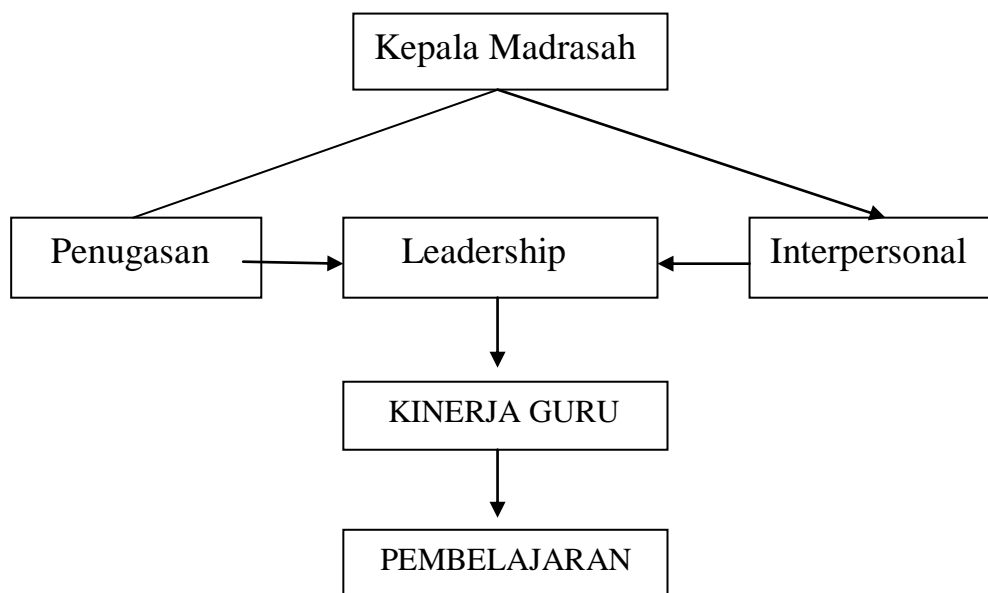 Kepala Madrasah
Penugasan
Leadership
Interpersonal
KINERJA GURU
PEMBELAJARAN